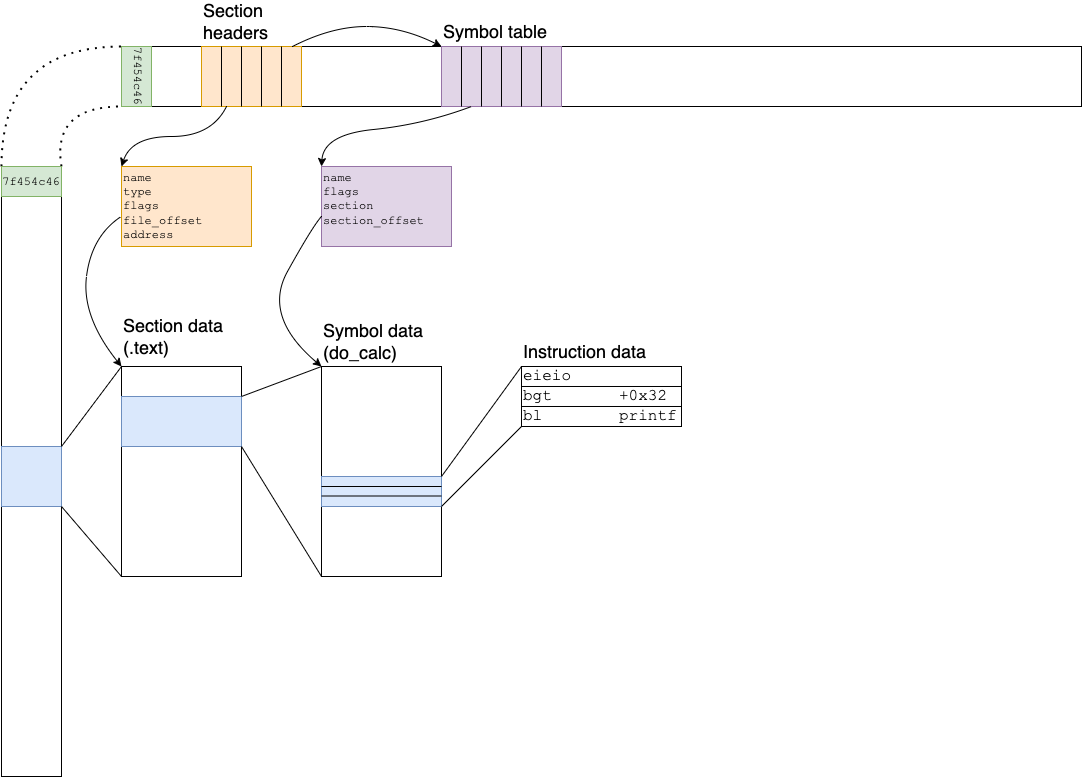 Section
headers
Symbol table
7f454c46
7f454c46
name
type
flags
file_offset
address
name
flags
section
section_offset
Section data
(.text)
Symbol data
(do_calc)
Instruction data
eieio
bgt +0x32
bl printf